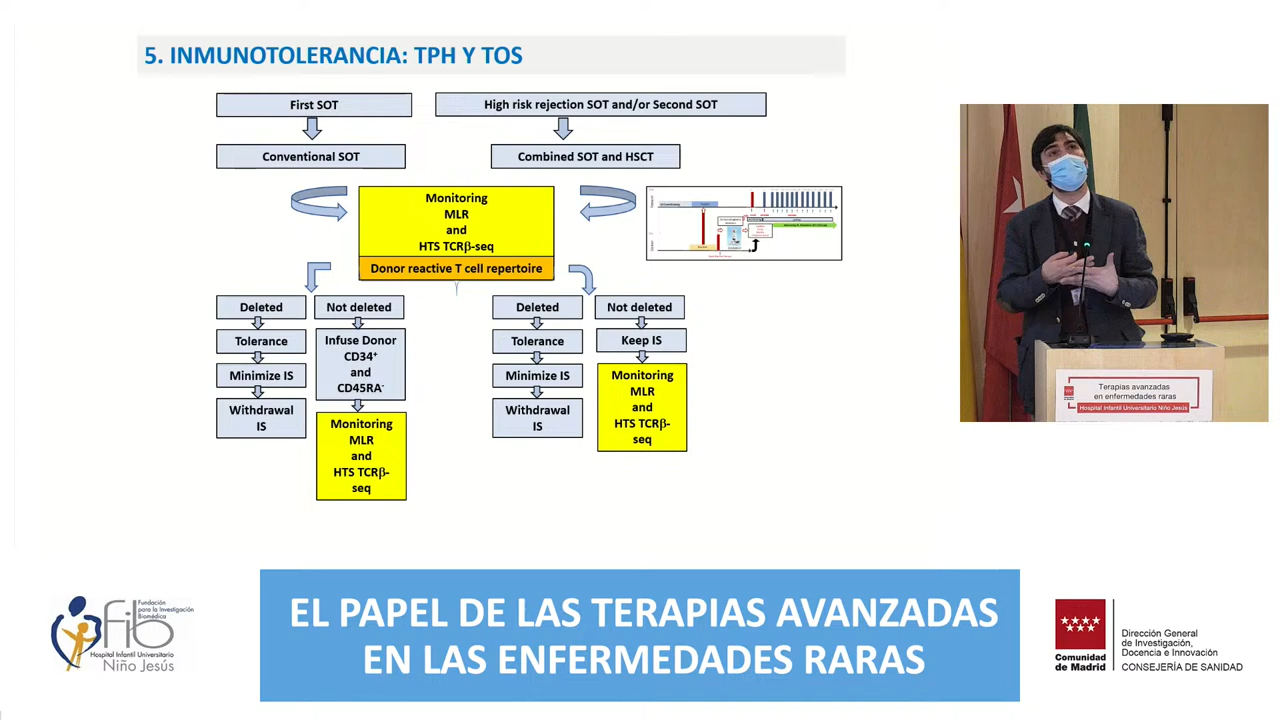 5. INMUNOTOLERANCIA: TPH Y TOS
First SOT
High risk rejection SOT and/or Second SOT
Conventional SOT
Combined SOT and HSCT
Monitoring
MLR
and
HTS TCRβ-seq
Donor reactive T cell repertoire
Deleted
Tolerance
Minimize IS
Withdrawal
IS
Not deleted
Infuse Donor
CD34⁺
and
CD45RA⁻
Monitoring
MLR
and
HTS TCRβ-
seq
Deleted
Tolerance
Minimize IS
Withdrawal
IS
Not deleted
Keep IS
Monitoring
MLR
and
HTS TCRβ-
seq
Terapias avanzadas
en enfermedades raras
Hospital Infantil Universitario Niño Jesús
fib
Fundación
para la Investigación
Biomédica
Hospital Infantil Universitario
Niño Jesús
EL PAPEL DE LAS TERAPIAS AVANZADAS
EN LAS ENFERMEDADES RARAS
Comunidad
de Madrid
Dirección General
de Investigación,
Docencia e Innovación
CONSEJERÍA DE SANIDAD